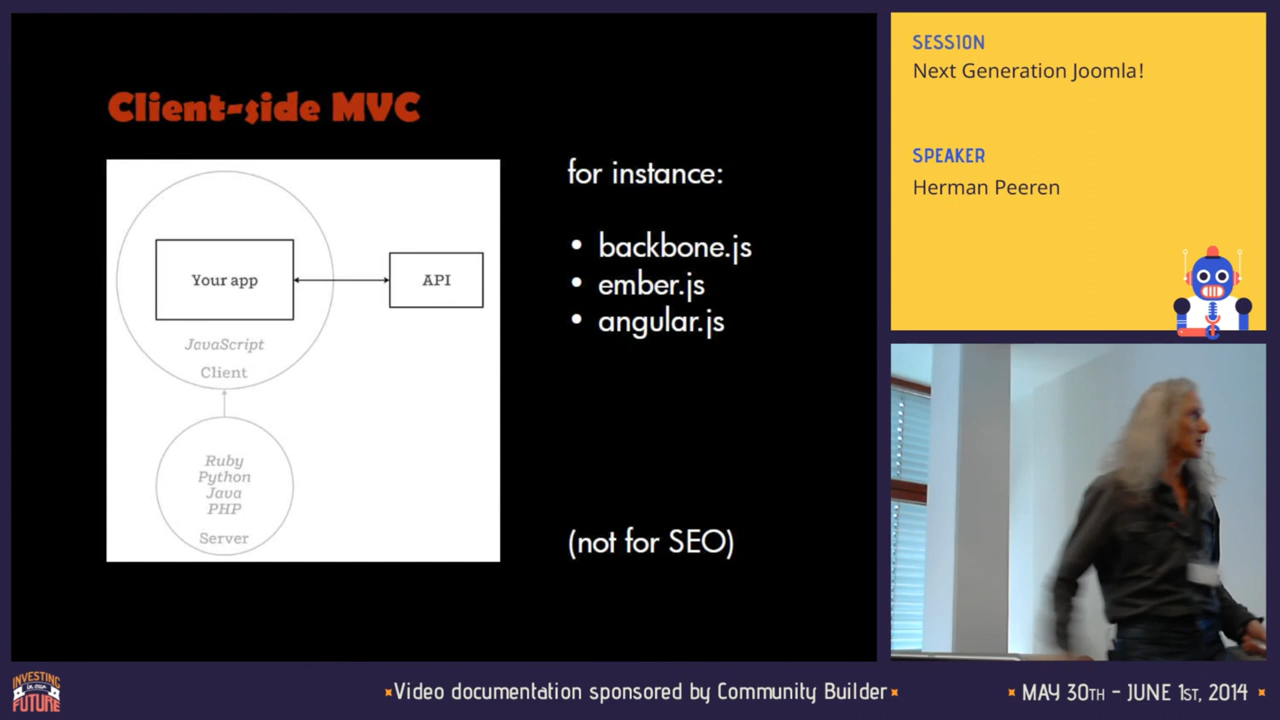 Client-side MVC
Your app
API
JavaScript
Client
Ruby
Python
Java
PHP
Server
for instance:
• backbone.js
• ember.js
• angular.js
(not for SEO)
SESSION
Next Generation Joomla!
SPEAKER
Herman Peeren
INVESTING
IN OUR
FUTURE
Video documentation sponsored by Community Builder
MAY 30TH - JUNE 1ST, 2014